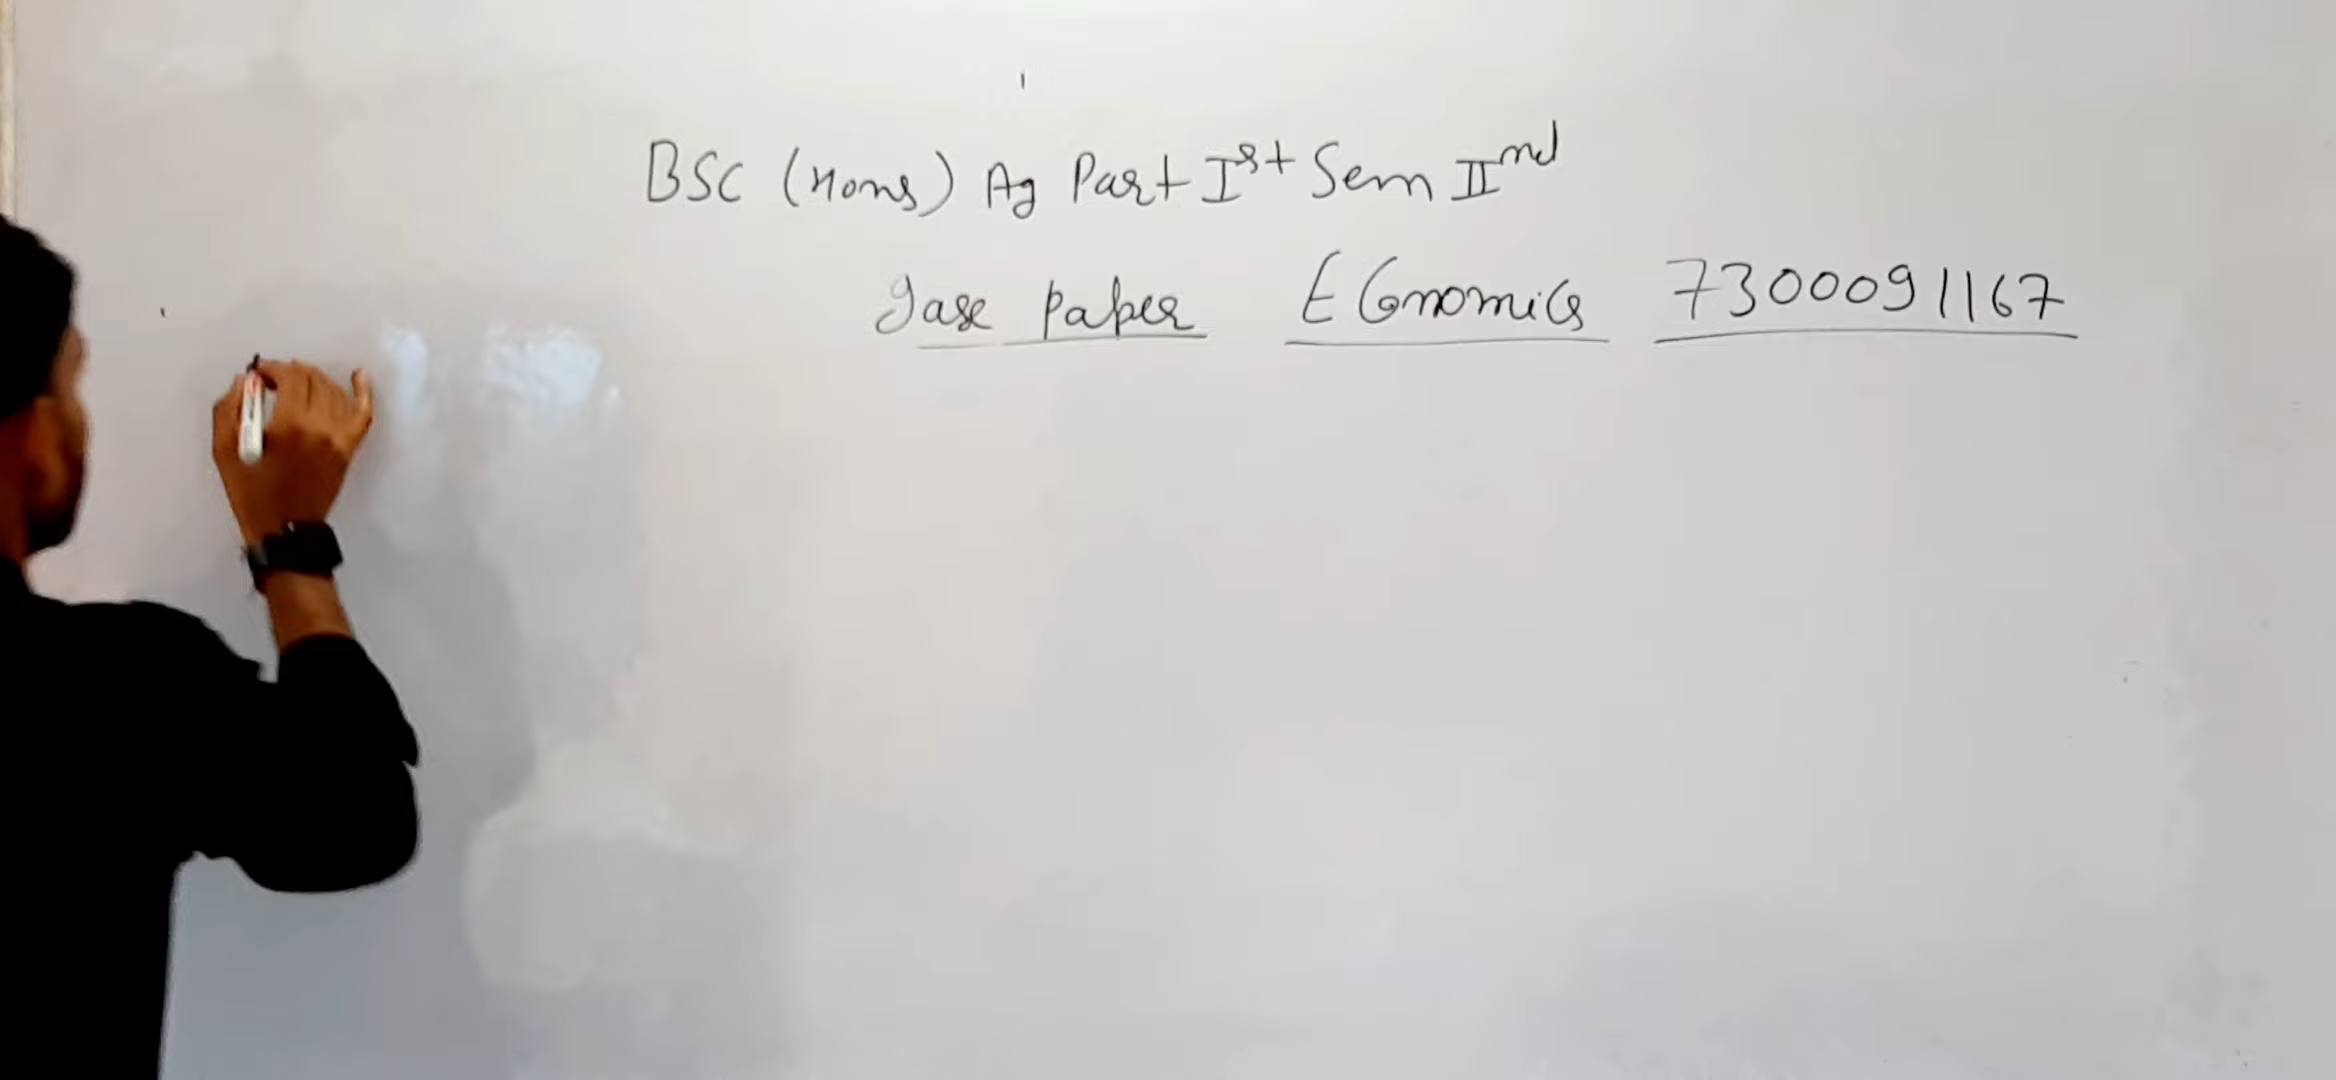 BSC (Hons) Ag Part Ist Sem IInd
gase paper Economics 7300091167